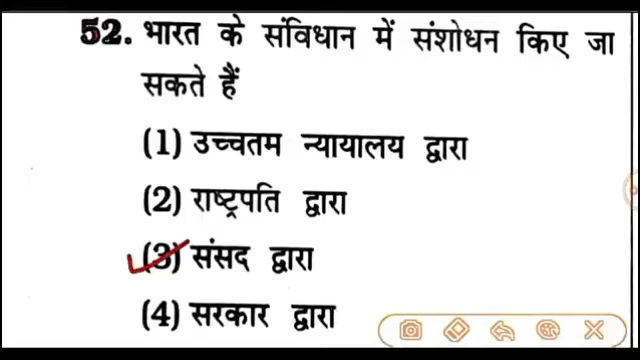 52. भारत के संविधान में संशोधन किए जा
सकते हैं
(1) उच्चतम न्यायालय द्वारा
(2) राष्ट्रपति द्वारा
(3) संसद द्वारा
(4) सरकार द्वारा